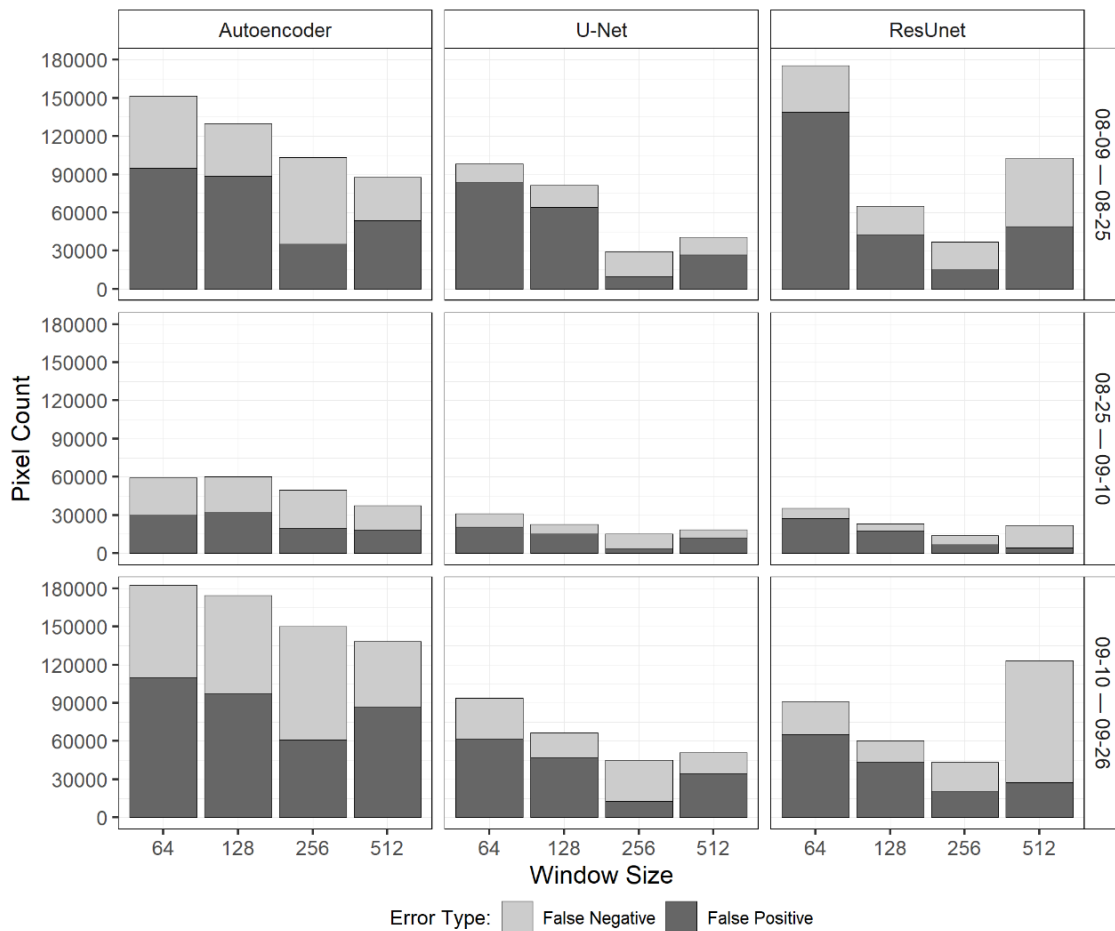 Autoencoder U-Net ResUnet
180000
150000
120000
90000
60000
30000
0
08-09 — 08-25
180000
150000
120000
90000
60000
30000
0
08-25 — 09-10
180000
150000
120000
90000
60000
30000
0
09-10 — 09-26
Pixel Count
64 128 256 512 64 128 256 512 64 128 256 512
Window Size
Error Type: False Negative False Positive